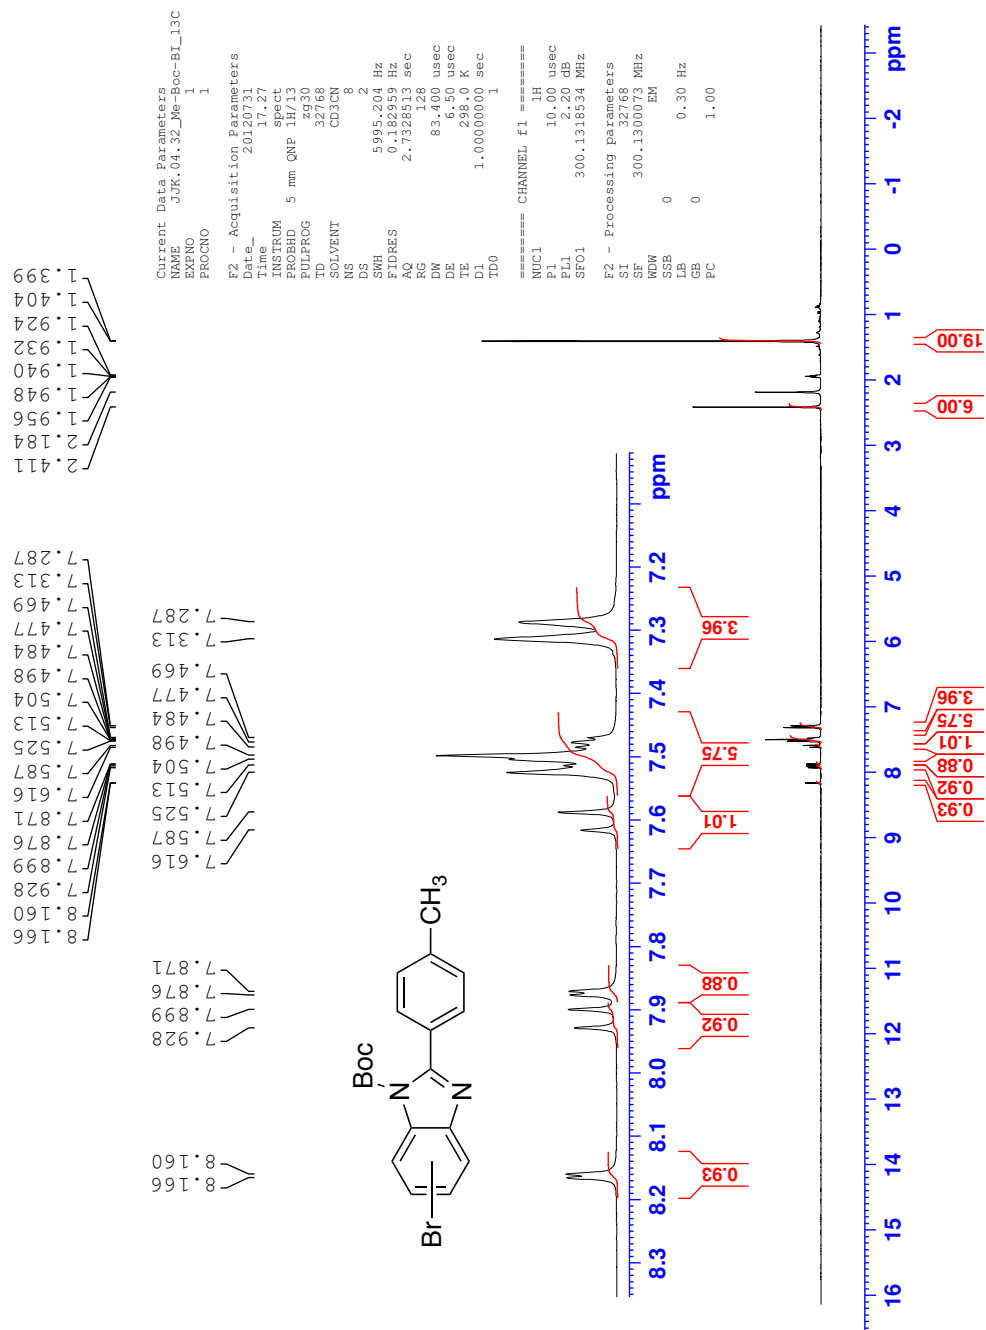 Current Data Parameters
NAME JJK.04.32_Me-Boc-BI_13C
EXPNO 1
PROCNO 1
F2 - Acquisition Parameters
Date_ 20120731
Time 17.27
INSTRUM spect
PROBHD 5 mm QNP 1H/13
PULPROG zg30
TD 32768
SOLVENT CD3CN
NS 8
DS 2
SWH 5995.204 Hz
FIDRES 0.182959 Hz
AQ 2.7328513 sec
RG 128
DW 83.400 usec
DE 6.50 usec
TE 298.0 K
D1 1.00000000 sec
TD0 1
======== CHANNEL f1 ========
NUC1 1H
P1 10.00 usec
PL1 2.20 dB
SFO1 300.1318534 MHz
F2 - Processing parameters
SI 32768
SF 300.1300073 MHz
WDW EM
SSB 0
LB 0.30 Hz
GB 0
PC 1.00
8.166
8.160
7.928
7.899
7.876
7.871
7.616
7.587
7.525
7.513
7.504
7.498
7.484
7.477
7.469
7.313
7.287
2.411
2.184
1.956
1.948
1.940
1.932
1.924
1.404
1.399
8.166
8.160
7.928
7.899
7.876
7.871
7.616
7.587
7.525
7.513
7.504
7.498
7.484
7.477
7.469
7.313
7.287
Boc
N
N
Br
CH3
8.3 8.2 8.1 8.0 7.9 7.8 7.7 7.6 7.5 7.4 7.3 7.2 ppm
0.93
0.92
0.88
1.01
5.75
3.96
16 15 14 13 12 11 10 9 8 7 6 5 4 3 2 1 0 -1 -2 ppm
0.93
0.92
0.88
1.01
5.75
3.96
6.00
19.00